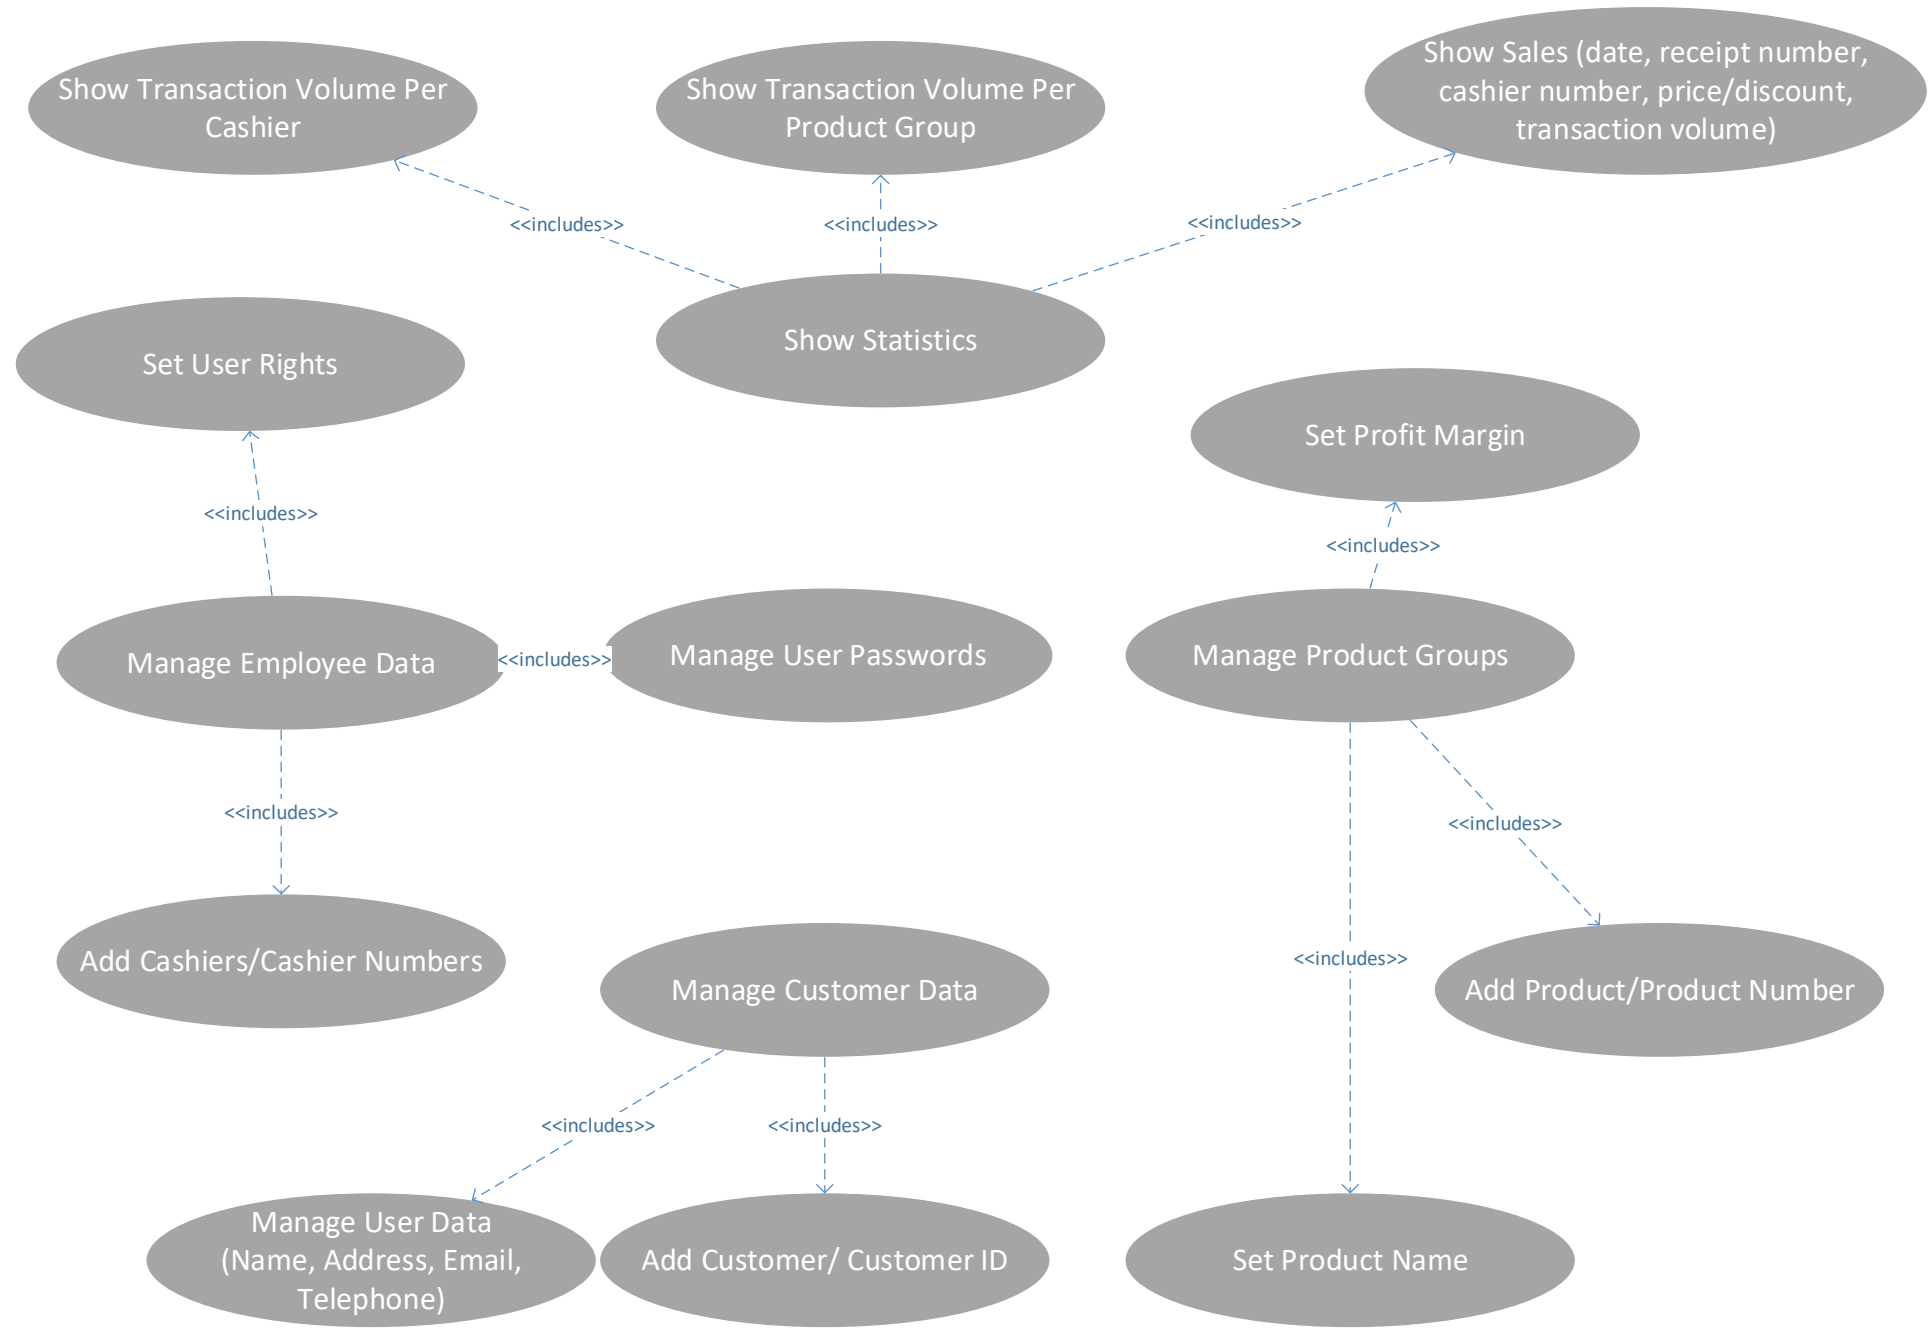 Show Transaction Volume Per
Cashier
Show Transaction Volume Per
Product Group
Show Sales (date, receipt number,
cashier number, price/discount,
transaction volume)
<<includes>>
<<includes>>
<<includes>>
Show Statistics
Set User Rights
Set Profit Margin
<<includes>>
<<includes>>
Manage Employee Data
<<includes>>
Manage User Passwords
Manage Product Groups
<<includes>>
<<includes>>
<<includes>>
Add Cashiers/Cashier Numbers
Manage Customer Data
Add Product/Product Number
<<includes>>
<<includes>>
Manage User Data
(Name, Address, Email,
Telephone)
Add Customer/ Customer ID
Set Product Name